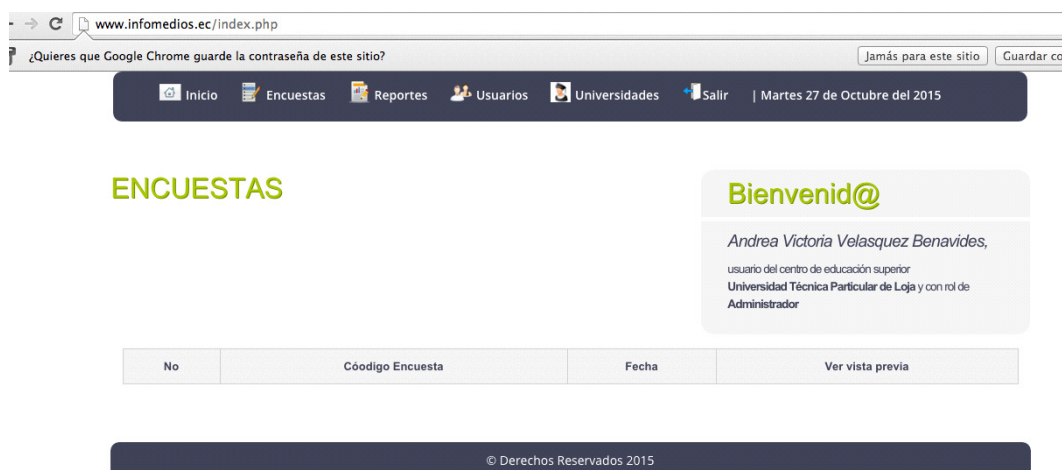 www.infomedios.ec/index.php
¿Quieres que Google Chrome guarde la contraseña de este sitio? Jamás para este sitio Guardar
Inicio Encuestas Reportes Usuarios Universidades Salir | Martes 27 de Octubre del 2015
ENCUESTAS
Bienvenid@
Andrea Victoria Velasquez Benavides,
usuario del centro de educación superior
Universidad Técnica Particular de Loja y con rol de
Administrador
No Cóodigo Encuesta Fecha Ver vista previa
© Derechos Reservados 2015